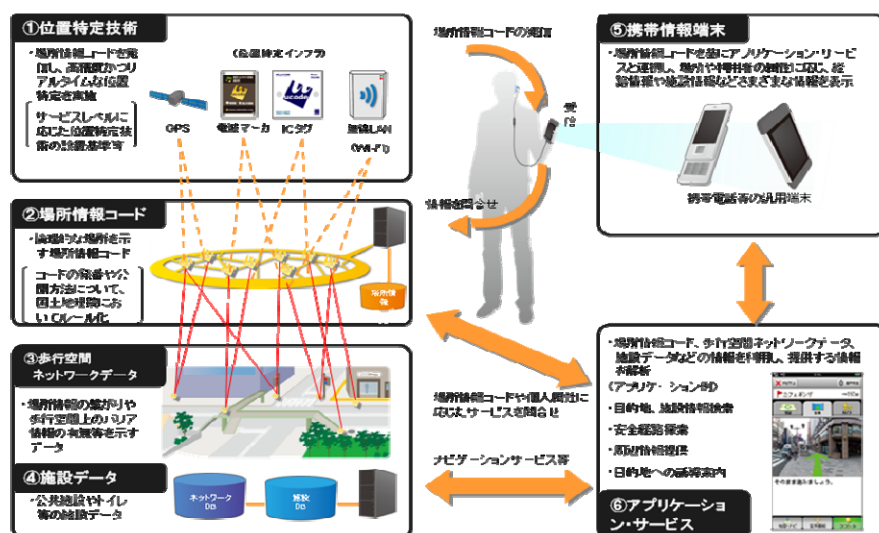 ①位置特定技術
・場所情報コードを発
信し、高精度かつリ
アルタイムな位置
特定を実施
サービスレベルに
応じた位置特定技
術の設置基準等
(位置特定インフラ)
GPS
電波マーカ
ICタグ
無線LAN
(Wi-Fi)
ucode
②場所情報コード
・論理的な場所を示
す場所情報コード
コードの発番や公
開方法について、
国土地理院にお
いてルール化
場所情
報
③歩行空間
ネットワークデータ
・場所情報の繋がりや
歩行空間上のバリア
情報の有無等を示す
データ
④施設データ
・公共施設やトイレ
等の施設データ
ネットワーク
DB
施設
DB
場所情報コードの発信
受信
情報を問合せ
場所情報コードや個人属性に
応じたサービスを問合せ
ナビゲーションサービス等
⑤携帯情報端末
・場所情報コードを基にアプリケーション・サービ
スと連携し、場所や利用者の属性に応じ、経
路情報や施設情報などさまざまな情報を表示
携帯電話等の汎用端末
・場所情報コード、歩行空間ネットワークデータ、
施設データなどの情報を利用し、提供する情報
を解析
(アプリケーション例)
・目的地、施設情報検索
・安全経路探索
・周辺情報提供
・目的地への誘導案内
そのまま進みましょう。
⑥アプリケーショ
ン・サービス